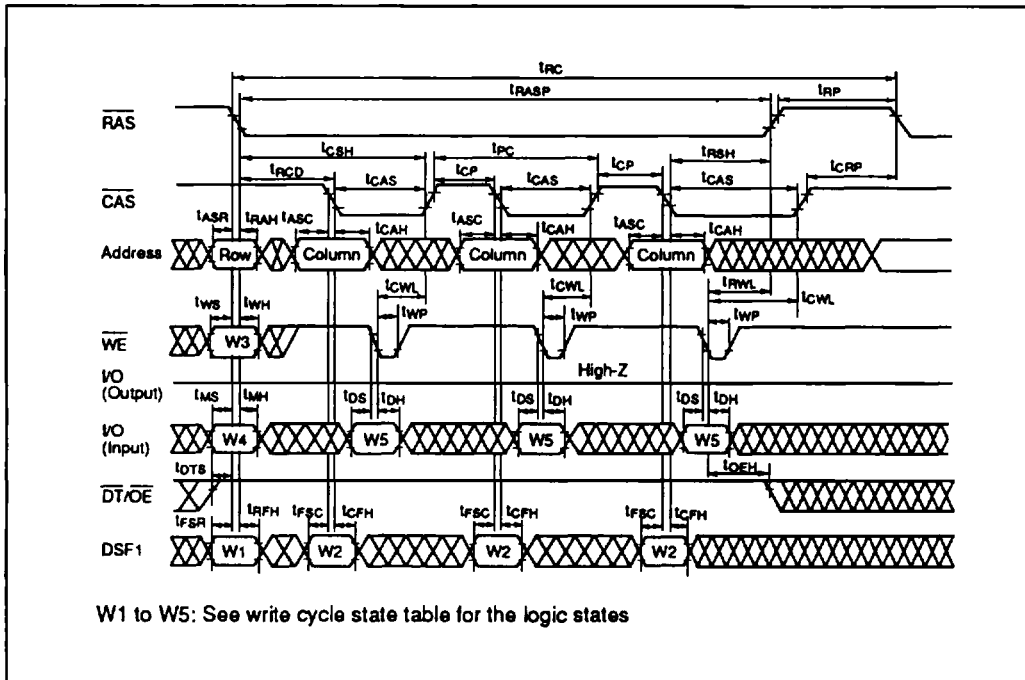 tRC
tRASP
tRP
RAS
tCSH
tPC
tRSH
tCRP
tRCD
tCP
tCP
tCAS
tCAS
tCAS
CAS
tASR
tRAH
tASC
tCAH
tASC
tCAH
tASC
tCAH
Address
Row
Column
Column
Column
tRWL
tCWL
tCWL
tCWL
tWS
tWH
tWP
tWP
tWP
WE
W3
I/O
(Output)
High-Z
tMS
tMH
tDS
tDH
tDS
tDH
tDS
tDH
I/O
(Input)
W4
W5
W5
W5
tDTS
tOEH
DT/OE
tFSR
tRFH
tFSC
tCFH
tFSC
tCFH
tFSC
tCFH
DSF1
W1
W2
W2
W2
W1 to W5: See write cycle state table for the logic states